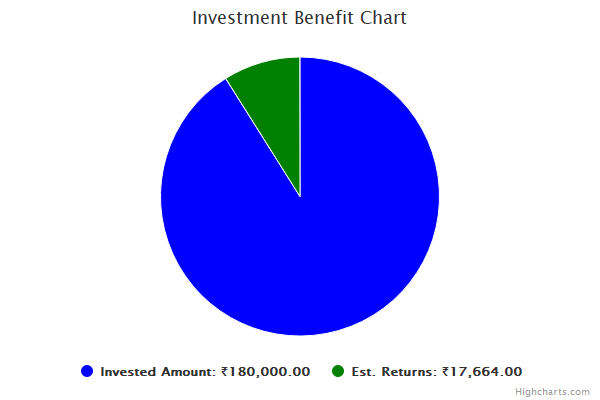 Investment Benefit Chart
Invested Amount: ₹180,000.00 Est. Returns: ₹17,664.00
Highcharts.com